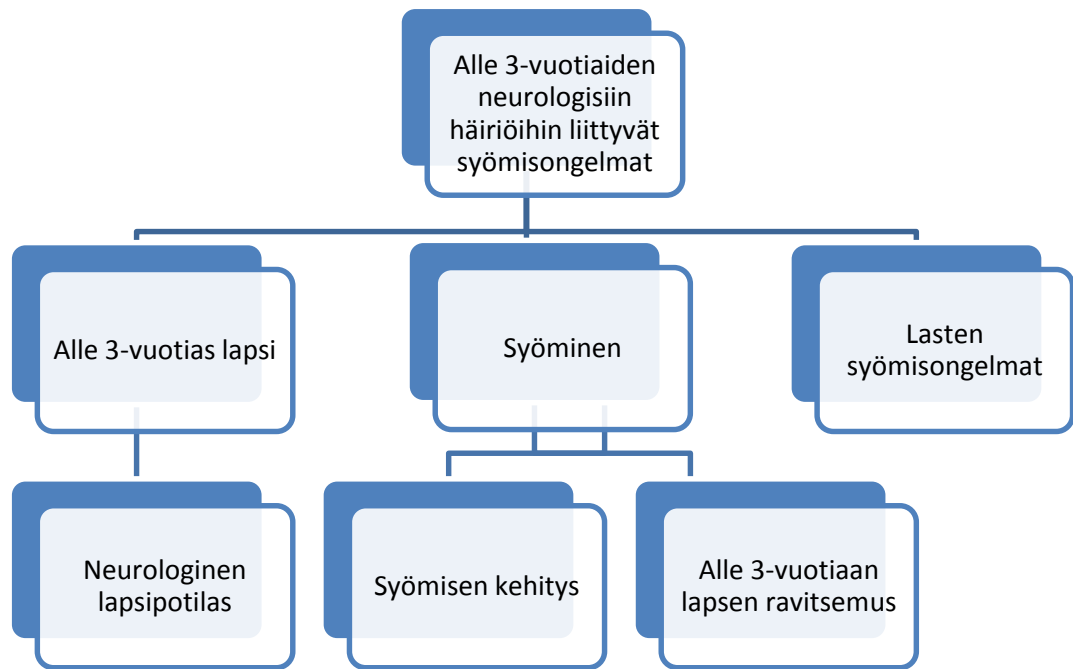 Alle 3-vuotiaiden
neurologisiin
häiriöihin liittyvät
syömisongelmat
Alle 3-vuotias lapsi
Syöminen
Lasten
syömisongelmat
Neurologinen
lapsipotilas
Syömisen kehitys
Alle 3-vuotiaan
lapsen ravitsemus